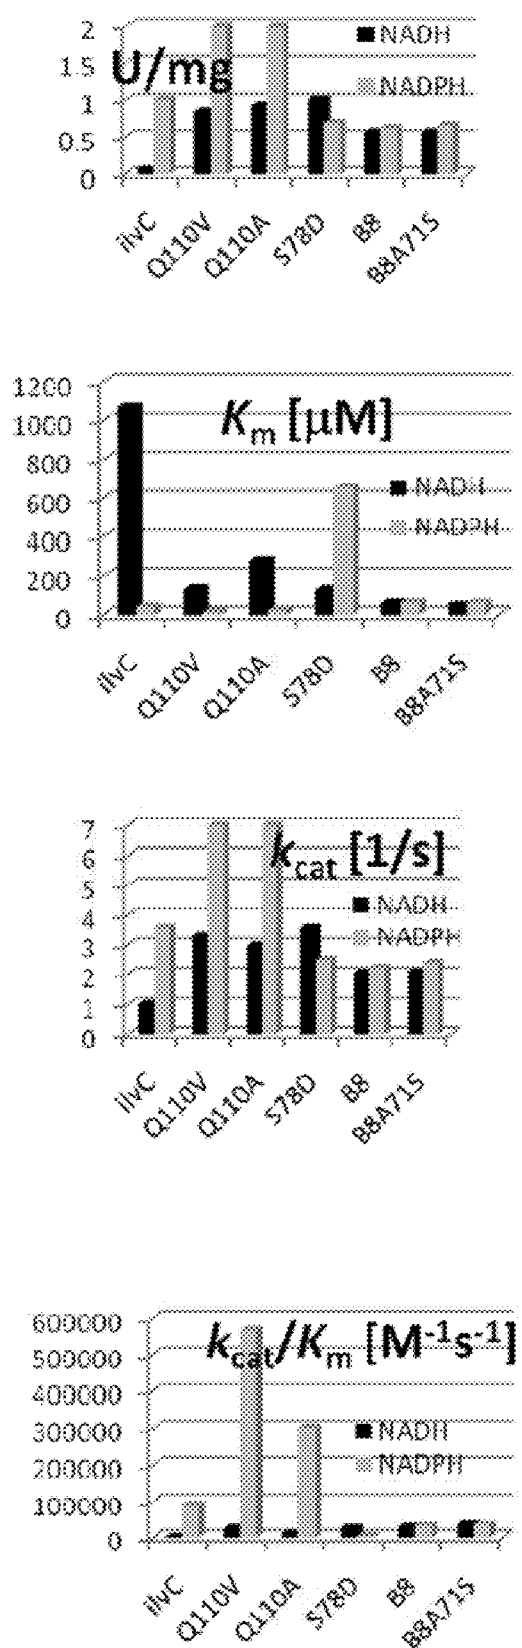 2
1.5
1
0.5
0
U/mg
NADH
NADPH
ilvC
Q110V
Q110A
S78D
B8
B8A71S
1200
1000
800
600
400
200
0
Km [µM]
NADH
NADPH
ilvC
Q110V
Q110A
S78D
B8
B8A71S
7
6
5
4
3
2
1
0
kcat [1/s]
NADH
NADPH
ilvC
Q110V
Q110A
S78D
B8
B8A71S
600000
500000
400000
300000
200000
100000
0
kcat/Km [M-1s-1]
NADH
NADPH
ilvC
Q110V
Q110A
S78D
B8
B8A71S